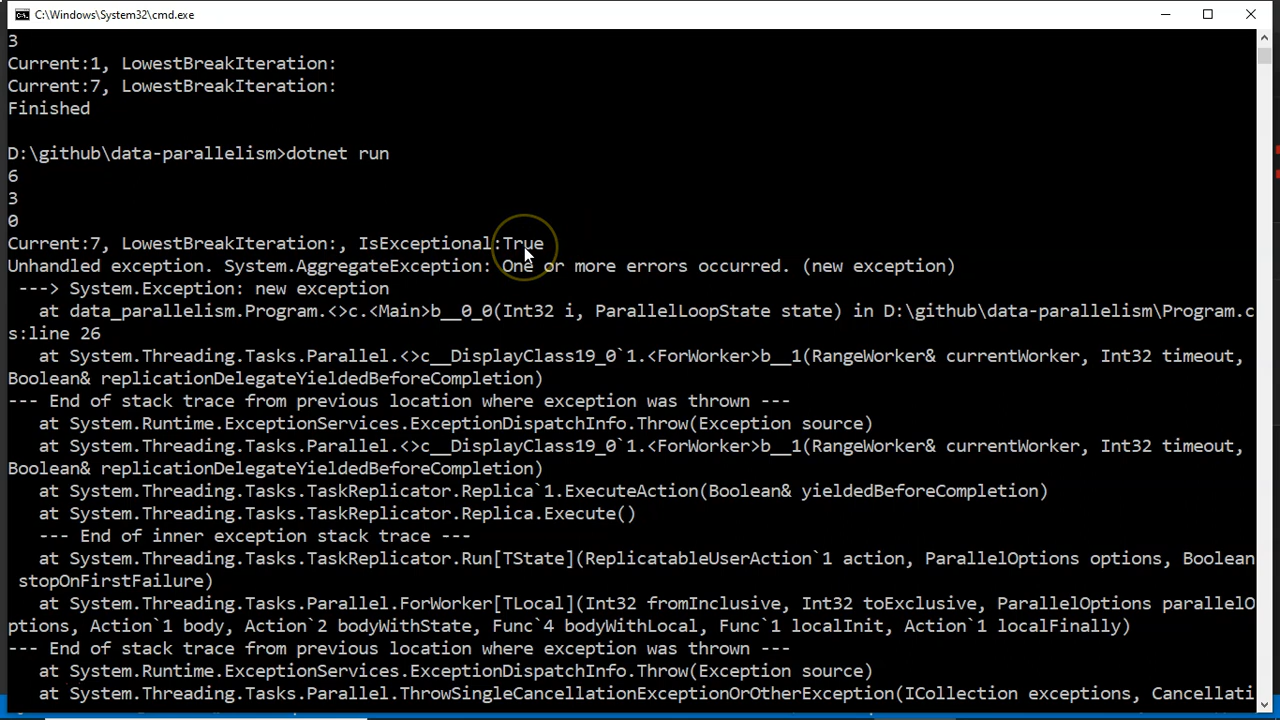 C:\Windows\System32\cmd.exe
3
Current:1, LowestBreakIteration:
Current:7, LowestBreakIteration:
Finished
D:\github\data-parallelism>dotnet run
6
3
0
Current:7, LowestBreakIteration:, IsExceptional:True
Unhandled exception. System.AggregateException: One or more errors occurred. (new exception)
---> System.Exception: new exception
at data_parallelism.Program.<>c.<Main>b__0_0(Int32 i, ParallelLoopState state) in D:\github\data-parallelism\Program.c
s:line 26
at System.Threading.Tasks.Parallel.<>c__DisplayClass19_0`1.<ForWorker>b__1(RangeWorker& currentWorker, Int32 timeout,
Boolean& replicationDelegateYieldedBeforeCompletion)
--- End of stack trace from previous location where exception was thrown ---
at System.Runtime.ExceptionServices.ExceptionDispatchInfo.Throw(Exception source)
at System.Threading.Tasks.Parallel.<>c__DisplayClass19_0`1.<ForWorker>b__1(RangeWorker& currentWorker, Int32 timeout,
Boolean& replicationDelegateYieldedBeforeCompletion)
at System.Threading.Tasks.TaskReplicator.Replica`1.ExecuteAction(Boolean& yieldedBeforeCompletion)
at System.Threading.Tasks.TaskReplicator.Replica.Execute()
--- End of inner exception stack trace ---
at System.Threading.Tasks.TaskReplicator.Run[TState](ReplicatableUserAction`1 action, ParallelOptions options, Boolean
stopOnFirstFailure)
at System.Threading.Tasks.Parallel.ForWorker[TLocal](Int32 fromInclusive, Int32 toExclusive, ParallelOptions parallelO
ptions, Action`1 body, Action`2 bodyWithState, Func`4 bodyWithLocal, Func`1 localInit, Action`1 localFinally)
--- End of stack trace from previous location where exception was thrown ---
at System.Runtime.ExceptionServices.ExceptionDispatchInfo.Throw(Exception source)
at System.Threading.Tasks.Parallel.ThrowSingleCancellationExceptionOrOtherException(ICollection exceptions, Cancellati